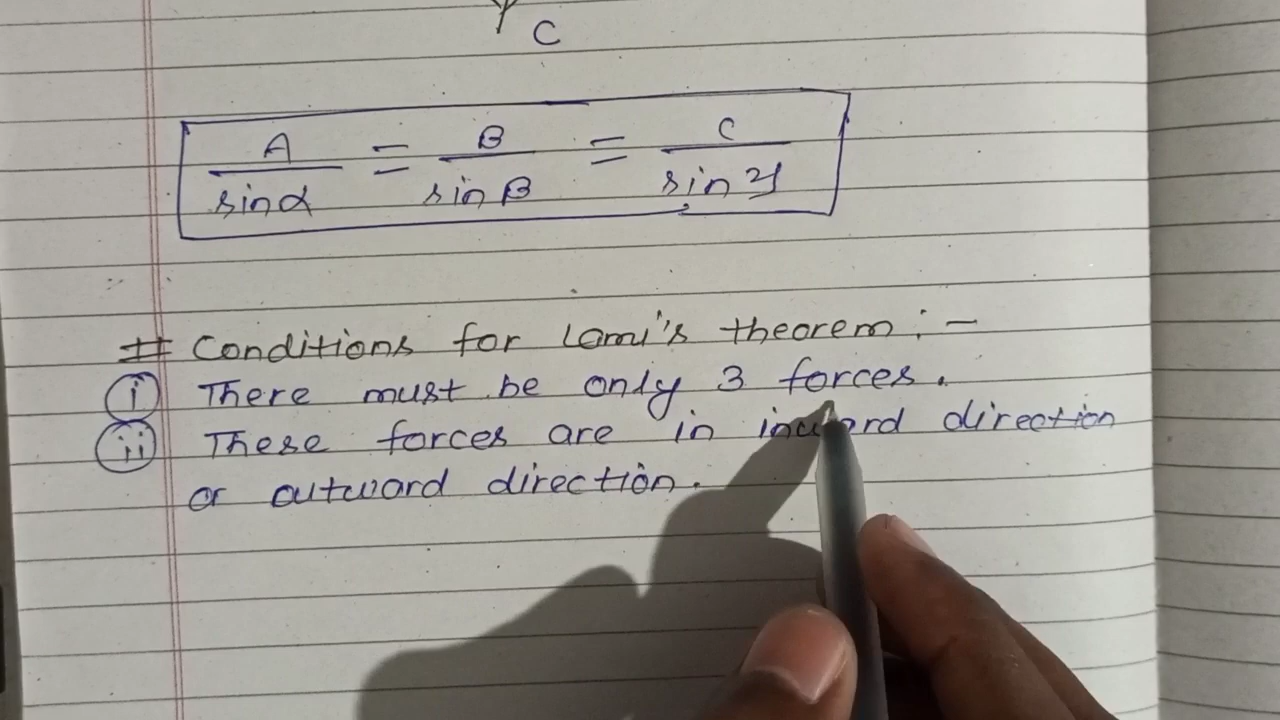 C
A/sinα = B/sinβ = C/sin γ
# Conditions for Lami's theorem : -
(i) There must be only 3 forces.
(ii) These forces are in inward direction
or outward direction.